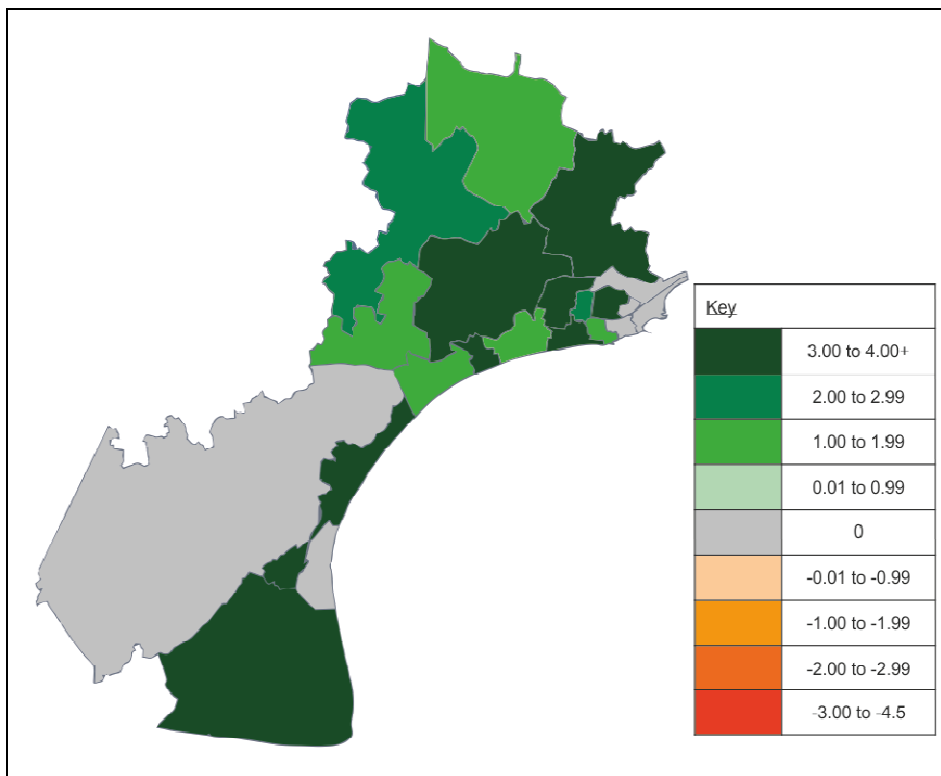 Key
3.00 to 4.00+
2.00 to 2.99
1.00 to 1.99
0.01 to 0.99
0
-0.01 to -0.99
-1.00 to -1.99
-2.00 to -2.99
-3.00 to -4.5